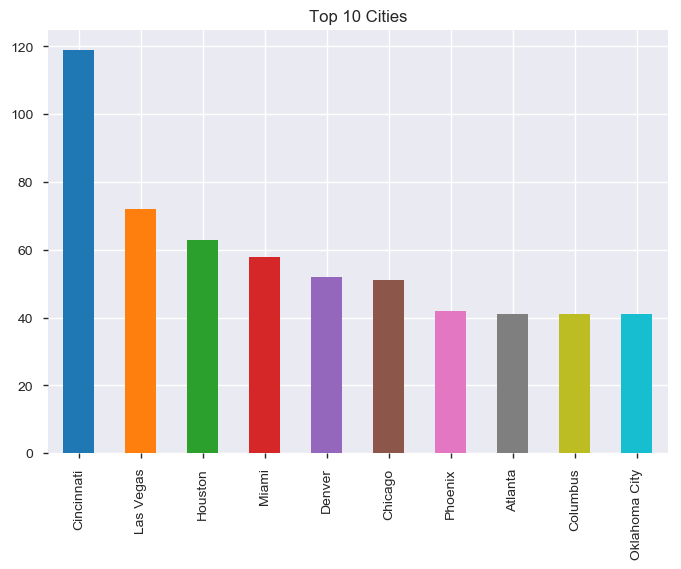 Top 10 Cities
120
100
80
60
40
20
0
Cincinnati
Las Vegas
Houston
Miami
Denver
Chicago
Phoenix
Atlanta
Columbus
Oklahoma City